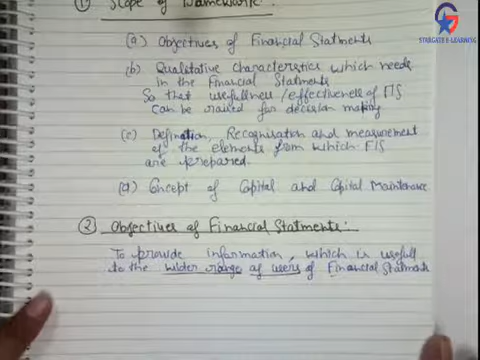 ① Scope of Framework:
STARGATE E-LEARNING
(a) Objectives of Financial Statments
(b) Qualitative characteristics which needs
in the Financial Statments
So that usefullness/effectiveness of F/S
Can be raised for decision making
(c) Definition, Recognisation and measurement
of the elements from which F/S
are prepared.
(d) Concept of Capital and Capital Maintenance
② Objectives of Financial Statments:
To provide information, which is usefull
to the wider range of users of Financial Statments